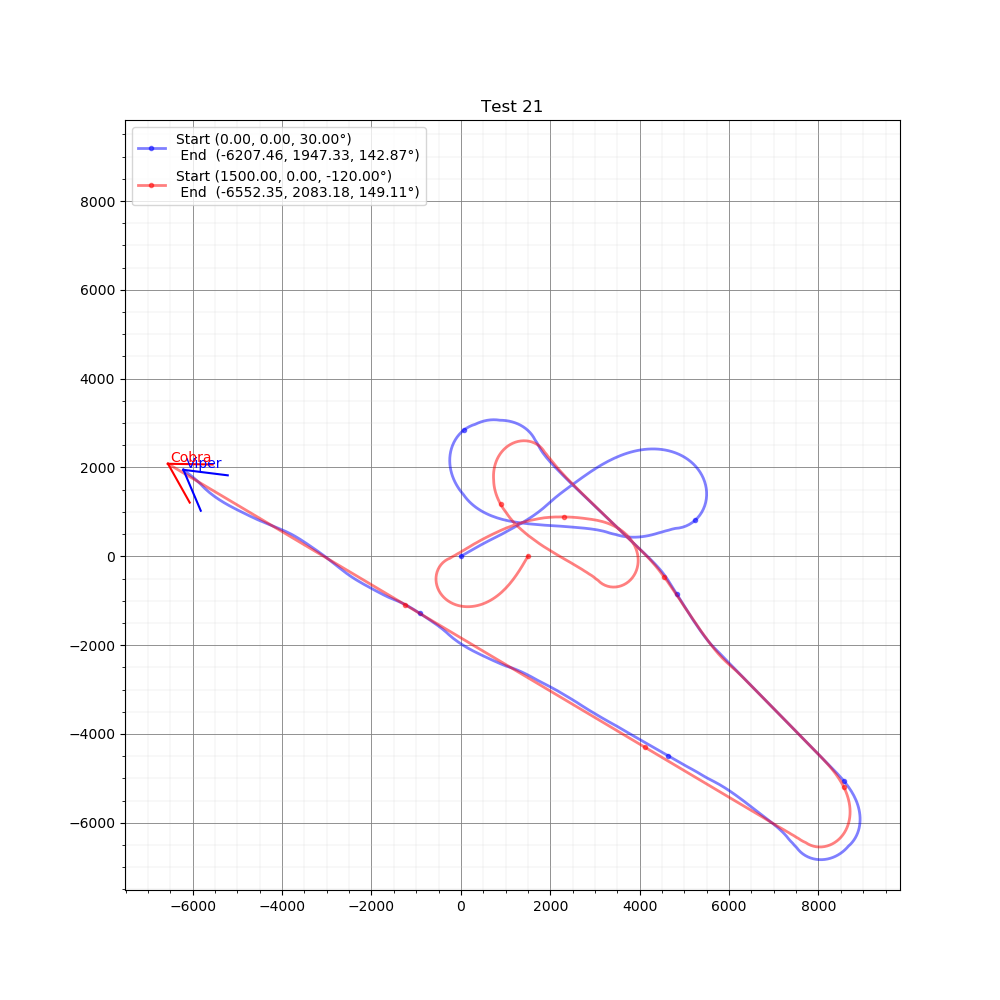 Test 21
Start (0.00, 0.00, 30.00°)
End  (-6207.46, 1947.33, 142.87°)
Start (1500.00, 0.00, -120.00°)
End  (-6552.35, 2083.18, 149.11°)
8000
6000
4000
2000
0
−2000
−4000
−6000
Cobra
Viper
−6000 −4000 −2000 0 2000 4000 6000 8000